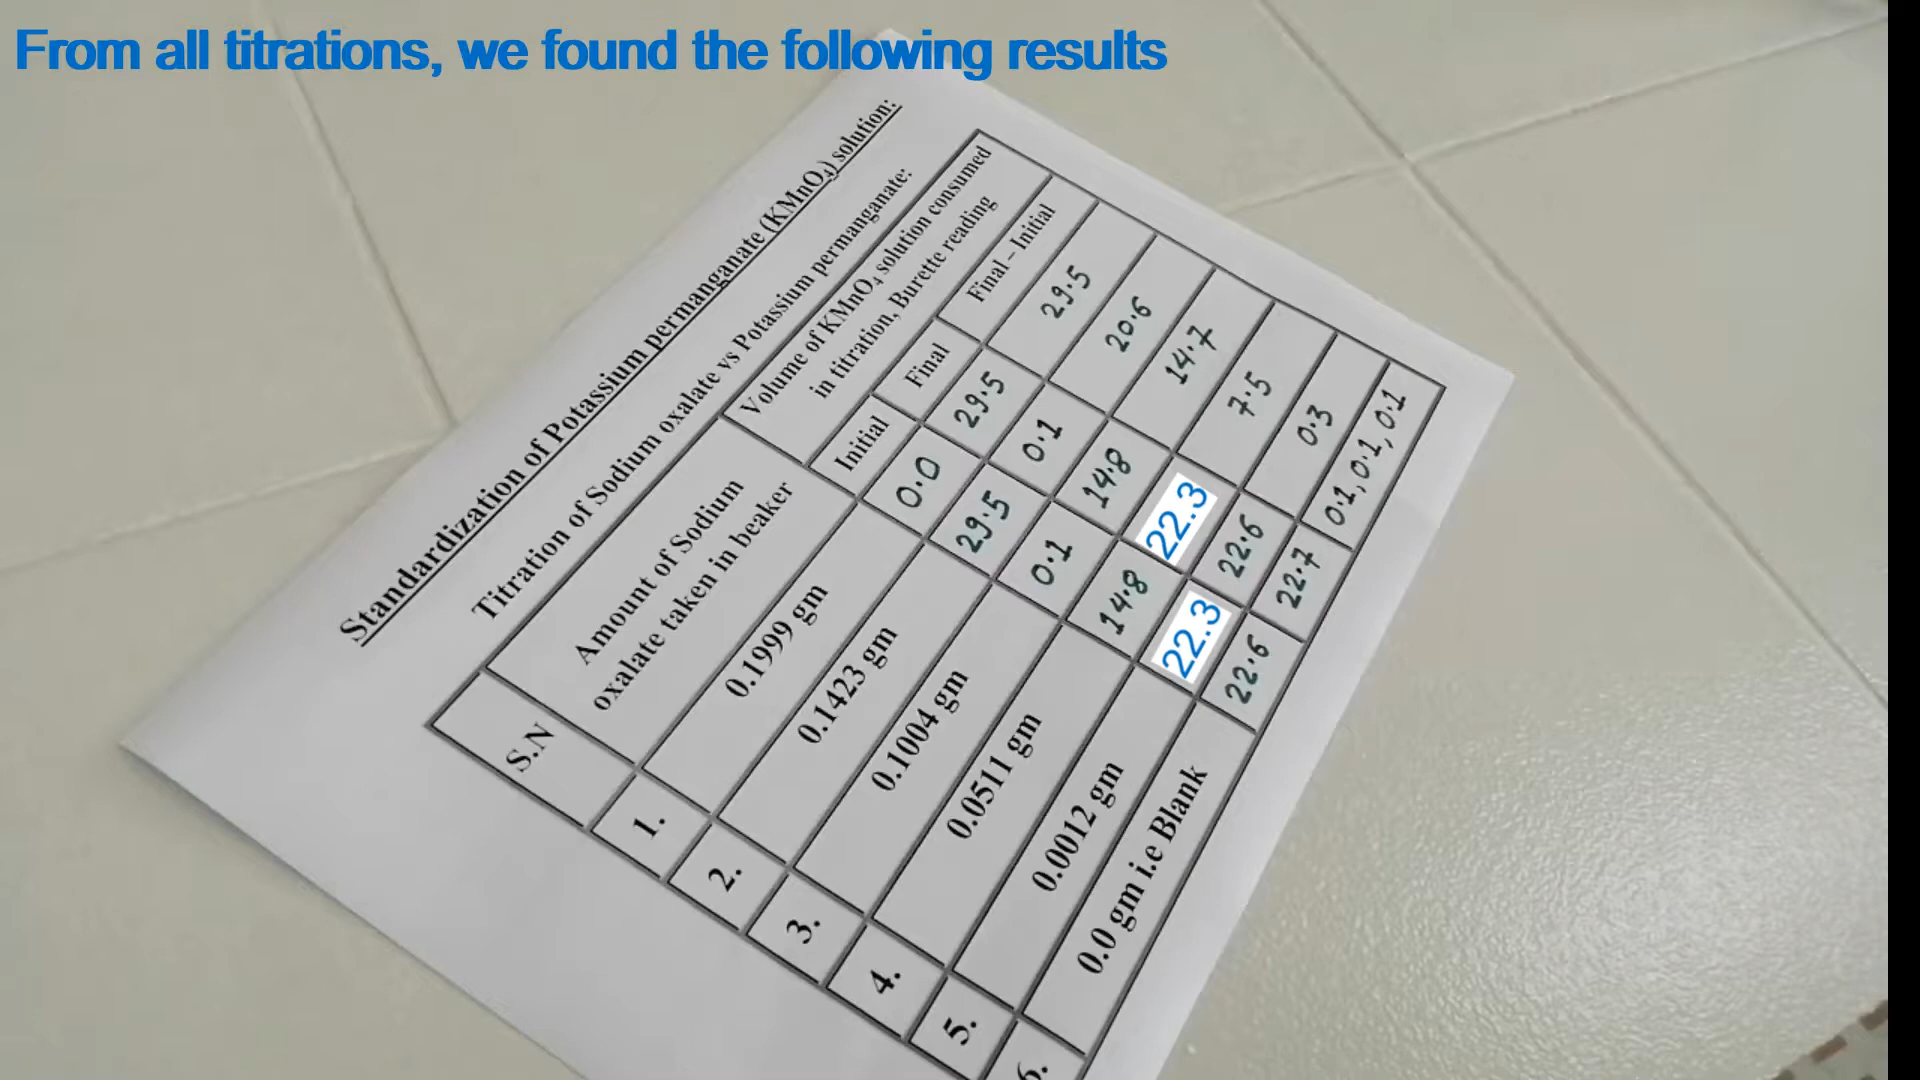 From all titrations, we found the following results
Standardization of Potassium permanganate (KMnO₄) solution:
Titration of Sodium oxalate vs Potassium permanganate:
S.N
Amount of Sodium
oxalate taken in beaker
Volume of KMnO₄ solution consumed
in titration, Burette reading
Initial Final Final – Initial
1. 0.1999 gm 0.0 29.5 29.5
2. 0.1423 gm 29.5 0.1 20.6
3. 0.1004 gm 0.1 14.8 14.7
4. 0.0511 gm 14.8 22.3 7.5
5. 0.0012 gm 22.3 22.6 0.3
6. 0.0 gm i.e Blank 22.6 22.7 0.1, 0.1, 0.1